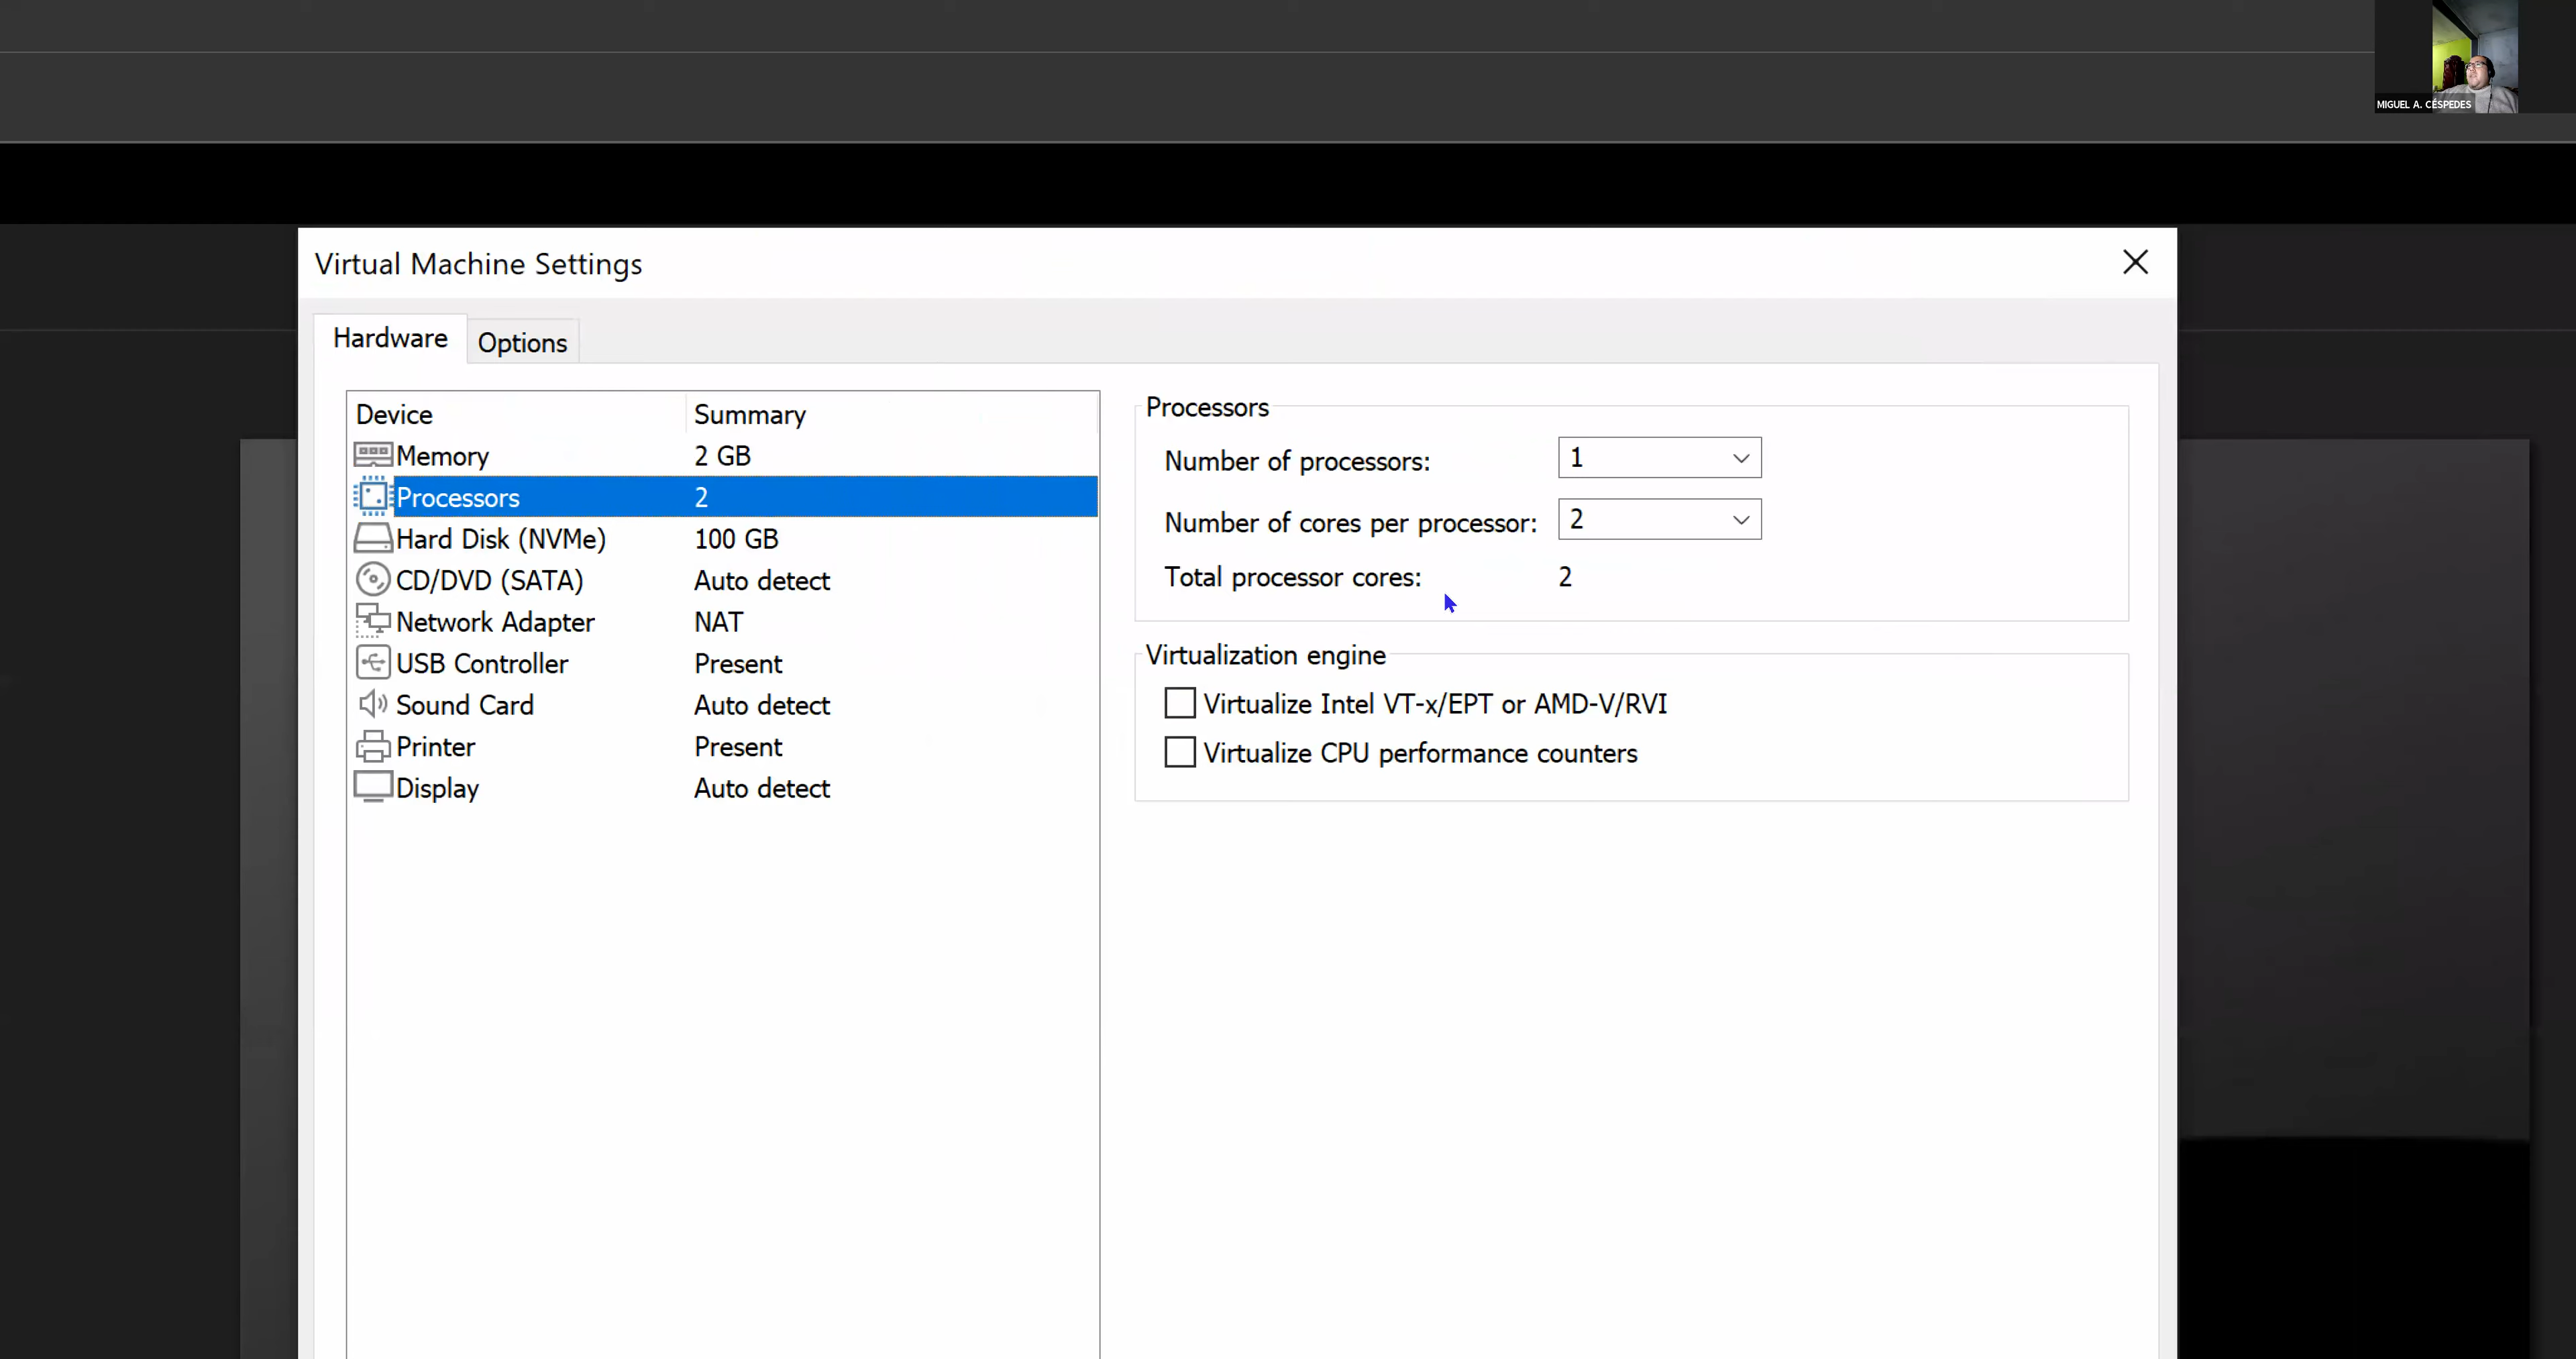 MIGUEL A. CÉSPEDES
Virtual Machine Settings
Hardware
Options
Device Summary
Memory 2 GB
Processors 2
Hard Disk (NVMe) 100 GB
CD/DVD (SATA) Auto detect
Network Adapter NAT
USB Controller Present
Sound Card Auto detect
Printer Present
Display Auto detect
Processors
Number of processors: 1
Number of cores per processor: 2
Total processor cores: 2
Virtualization engine
Virtualize Intel VT-x/EPT or AMD-V/RVI
Virtualize CPU performance counters